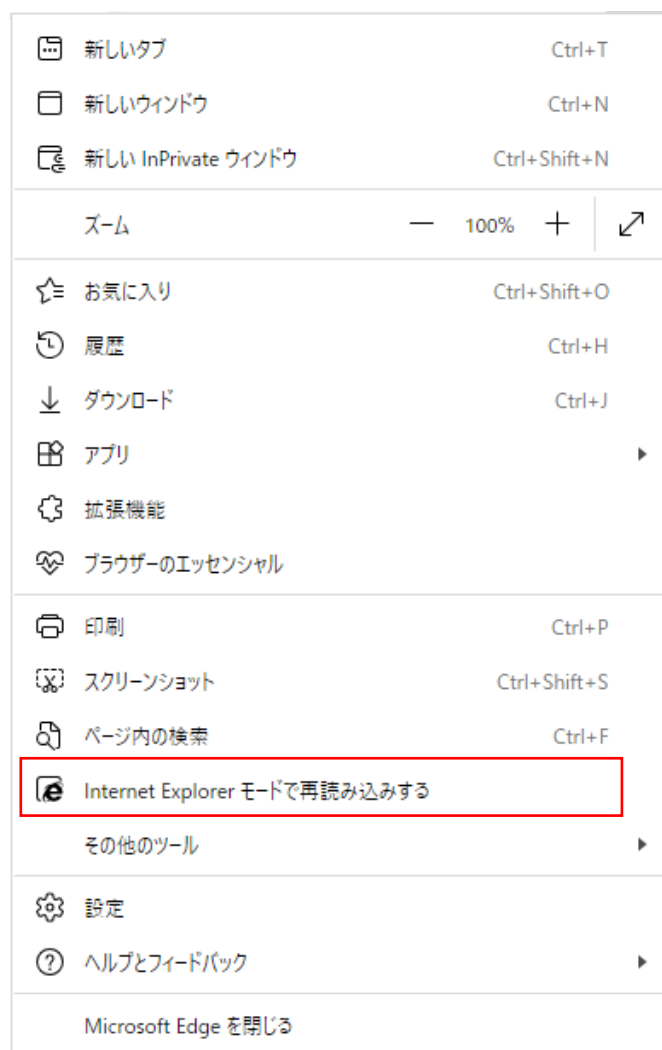 新しいタブ Ctrl+T
新しいウィンドウ Ctrl+N
新しい InPrivate ウィンドウ Ctrl+Shift+N
ズーム 100%
お気に入り Ctrl+Shift+O
履歴 Ctrl+H
ダウンロード Ctrl+J
アプリ
拡張機能
ブラウザーのエッセンシャル
印刷 Ctrl+P
スクリーンショット Ctrl+Shift+S
ページ内の検索 Ctrl+F
Internet Explorer モードで再読み込みする
その他のツール
設定
ヘルプとフィードバック
Microsoft Edge を閉じる